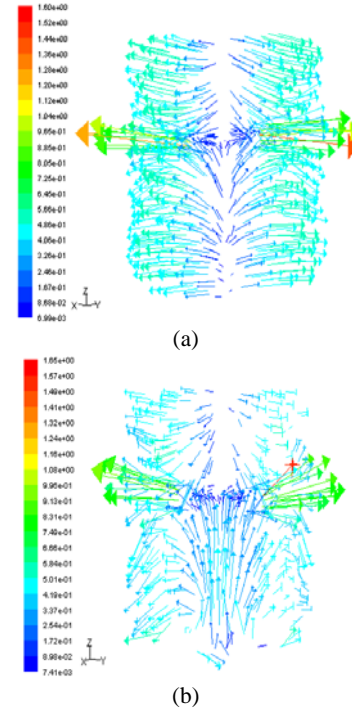 1.60e+00
1.52e+00
1.44e+00
1.36e+00
1.28e+00
1.20e+00
1.12e+00
1.04e+00
9.65e-01
8.85e-01
8.05e-01
7.25e-01
6.45e-01
5.66e-01
4.86e-01
4.06e-01
3.26e-01
2.46e-01
1.67e-01
8.68e-02
6.99e-03
Z
X Y
(a)
1.65e+00
1.57e+00
1.49e+00
1.41e+00
1.32e+00
1.24e+00
1.16e+00
1.08e+00
9.95e-01
9.13e-01
8.31e-01
7.49e-01
6.66e-01
5.84e-01
5.01e-01
4.19e-01
3.37e-01
2.54e-01
1.72e-01
8.98e-02
7.41e-03
Z
X Y
(b)